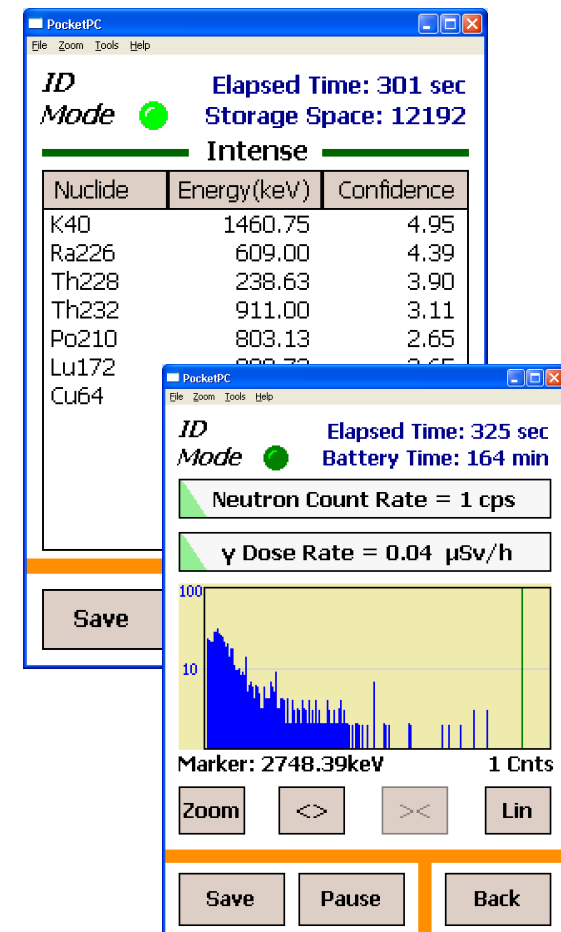 PocketPC
File Zoom Tools Help
ID Elapsed Time: 301 sec
Mode Storage Space: 12192
Intense
Nuclide Energy(keV) Confidence
K40 1460.75 4.95
Ra226 609.00 4.39
Th228 238.63 3.90
Th232 911.00 3.11
Po210 803.13 2.65
Lu172
Cu64
Save
PocketPC
File Zoom Tools Help
ID Elapsed Time: 325 sec
Mode Battery Time: 164 min
Neutron Count Rate = 1 cps
γ Dose Rate = 0.04 μSv/h
100
10
Marker: 2748.39keV 1 Cnts
Zoom <> >< Lin
Save Pause Back